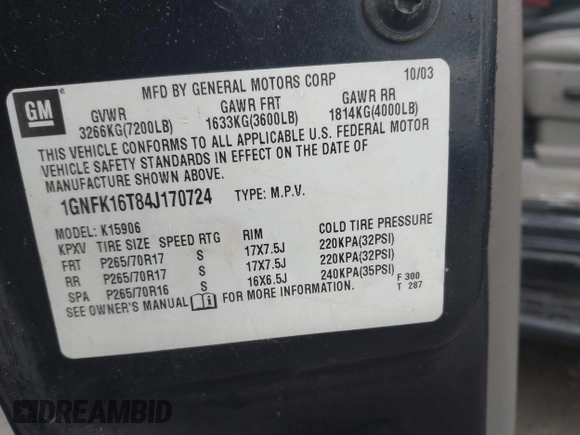 MFD BY GENERAL MOTORS CORP 10/03
GM
GVWR GAWR FRT GAWR RR
3266KG(7200LB) 1633KG(3600LB) 1814KG(4000LB)
THIS VEHICLE CONFORMS TO ALL APPLICABLE U.S. FEDERAL MOTOR
VEHICLE SAFETY STANDARDS IN EFFECT ON THE DATE OF
MANUFACTURE SHOWN ABOVE.
1GNFK16T84J170724 TYPE: M.P.V.
MODEL: K15906
KPXV TIRE SIZE SPEED RTG RIM COLD TIRE PRESSURE
FRT P265/70R17 S 17X7.5J 220KPA(32PSI)
RR P265/70R17 S 17X7.5J 220KPA(32PSI)
SPA P265/70R16 S 16X6.5J 240KPA(35PSI)
SEE OWNER'S MANUAL i FOR MORE INFORMATION.
F 300
T 287
DREAMBID